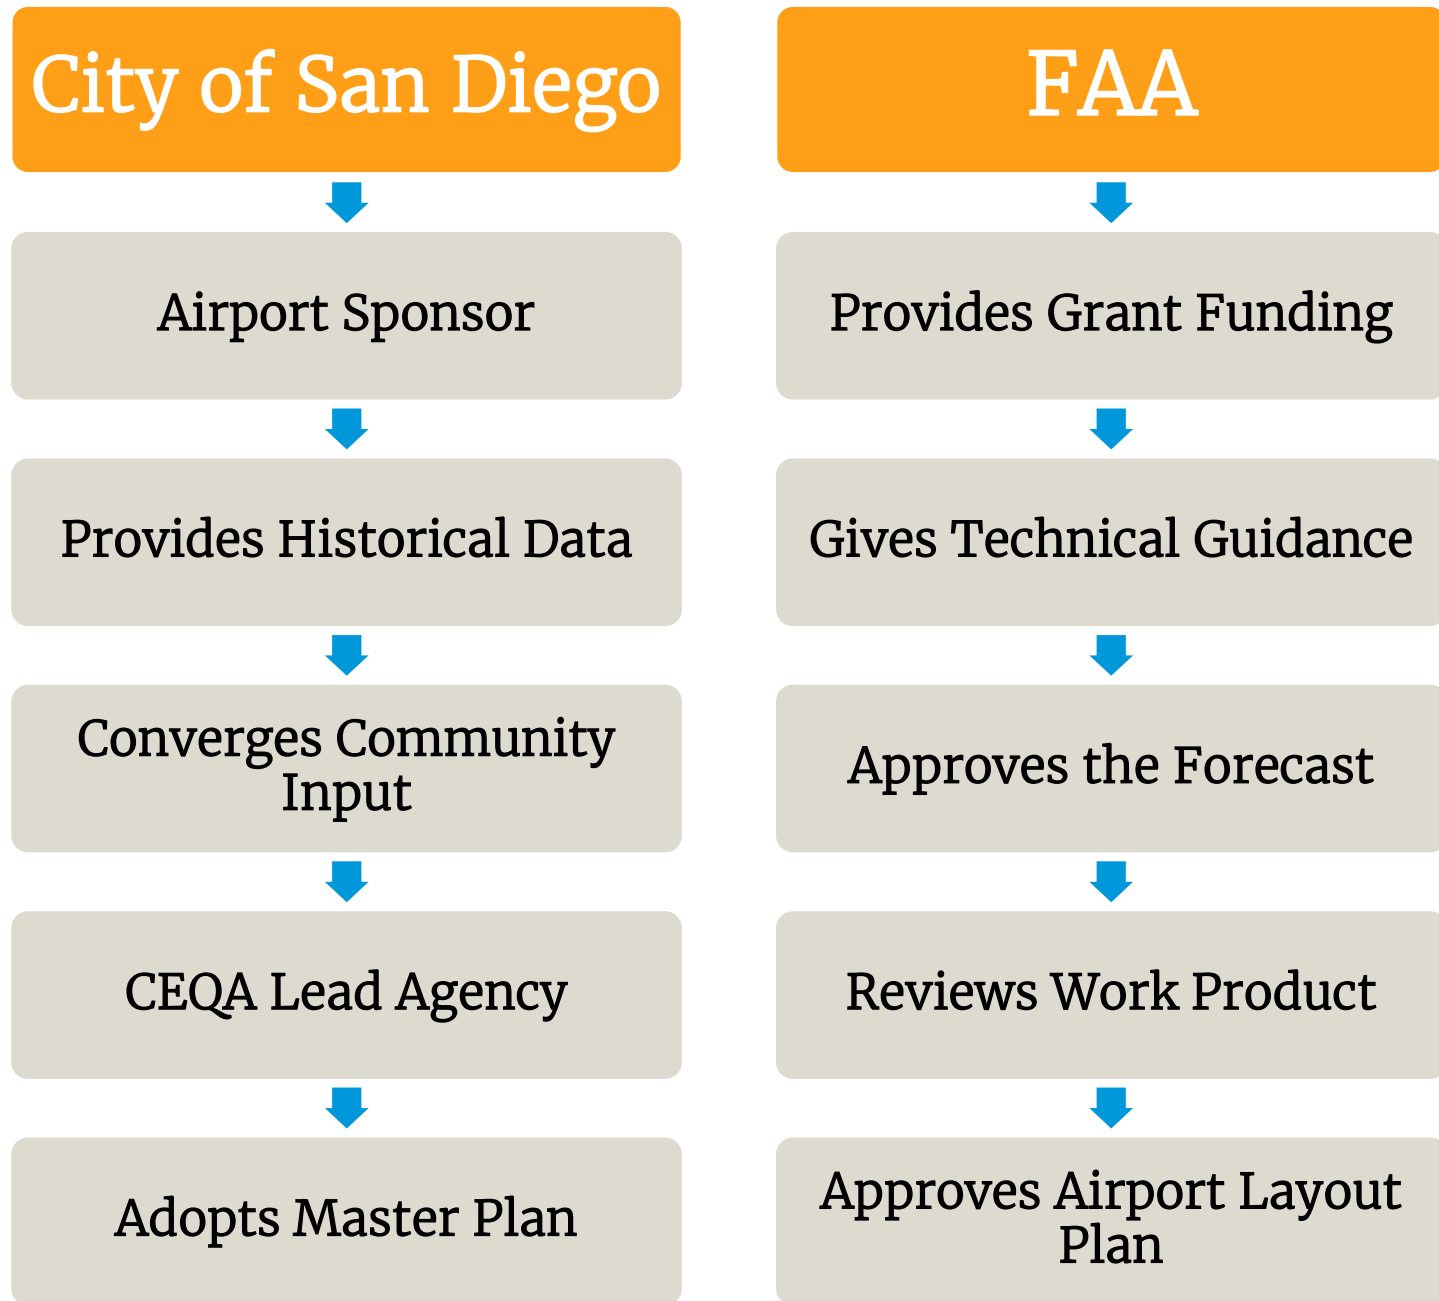 City of San Diego
Airport Sponsor
Provides Historical Data
Converges Community
Input
CEQA Lead Agency
Adopts Master Plan
FAA
Provides Grant Funding
Gives Technical Guidance
Approves the Forecast
Reviews Work Product
Approves Airport Layout
Plan